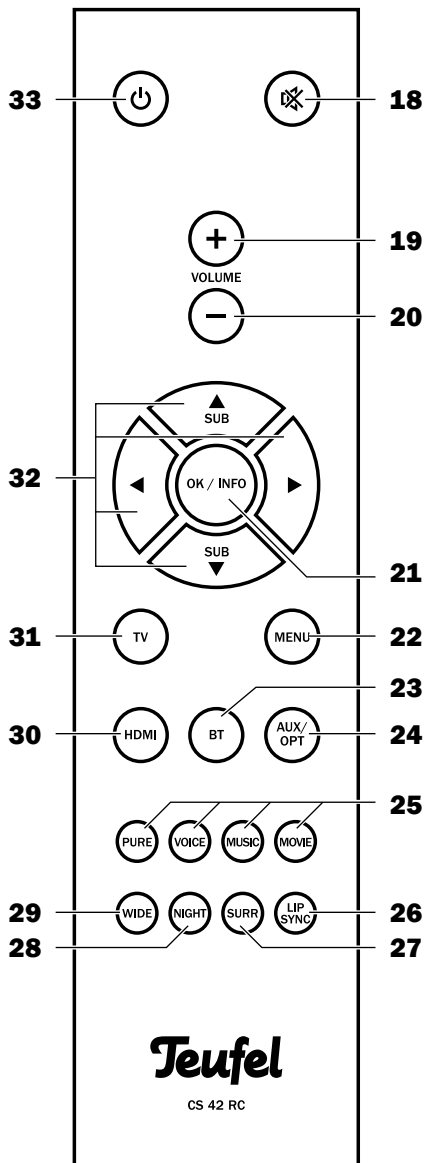 33
18
19
VOLUME
20
SUB
32
OK / INFO
SUB
21
31
TV
MENU
22
23
30
HDMI
BT
AUX/
OPT
24
25
PURE
VOICE
MUSIC
MOVIE
29
WIDE
NIGHT
SURR
LIP
SYNC
26
28
27
Teufel
CS 42 RC